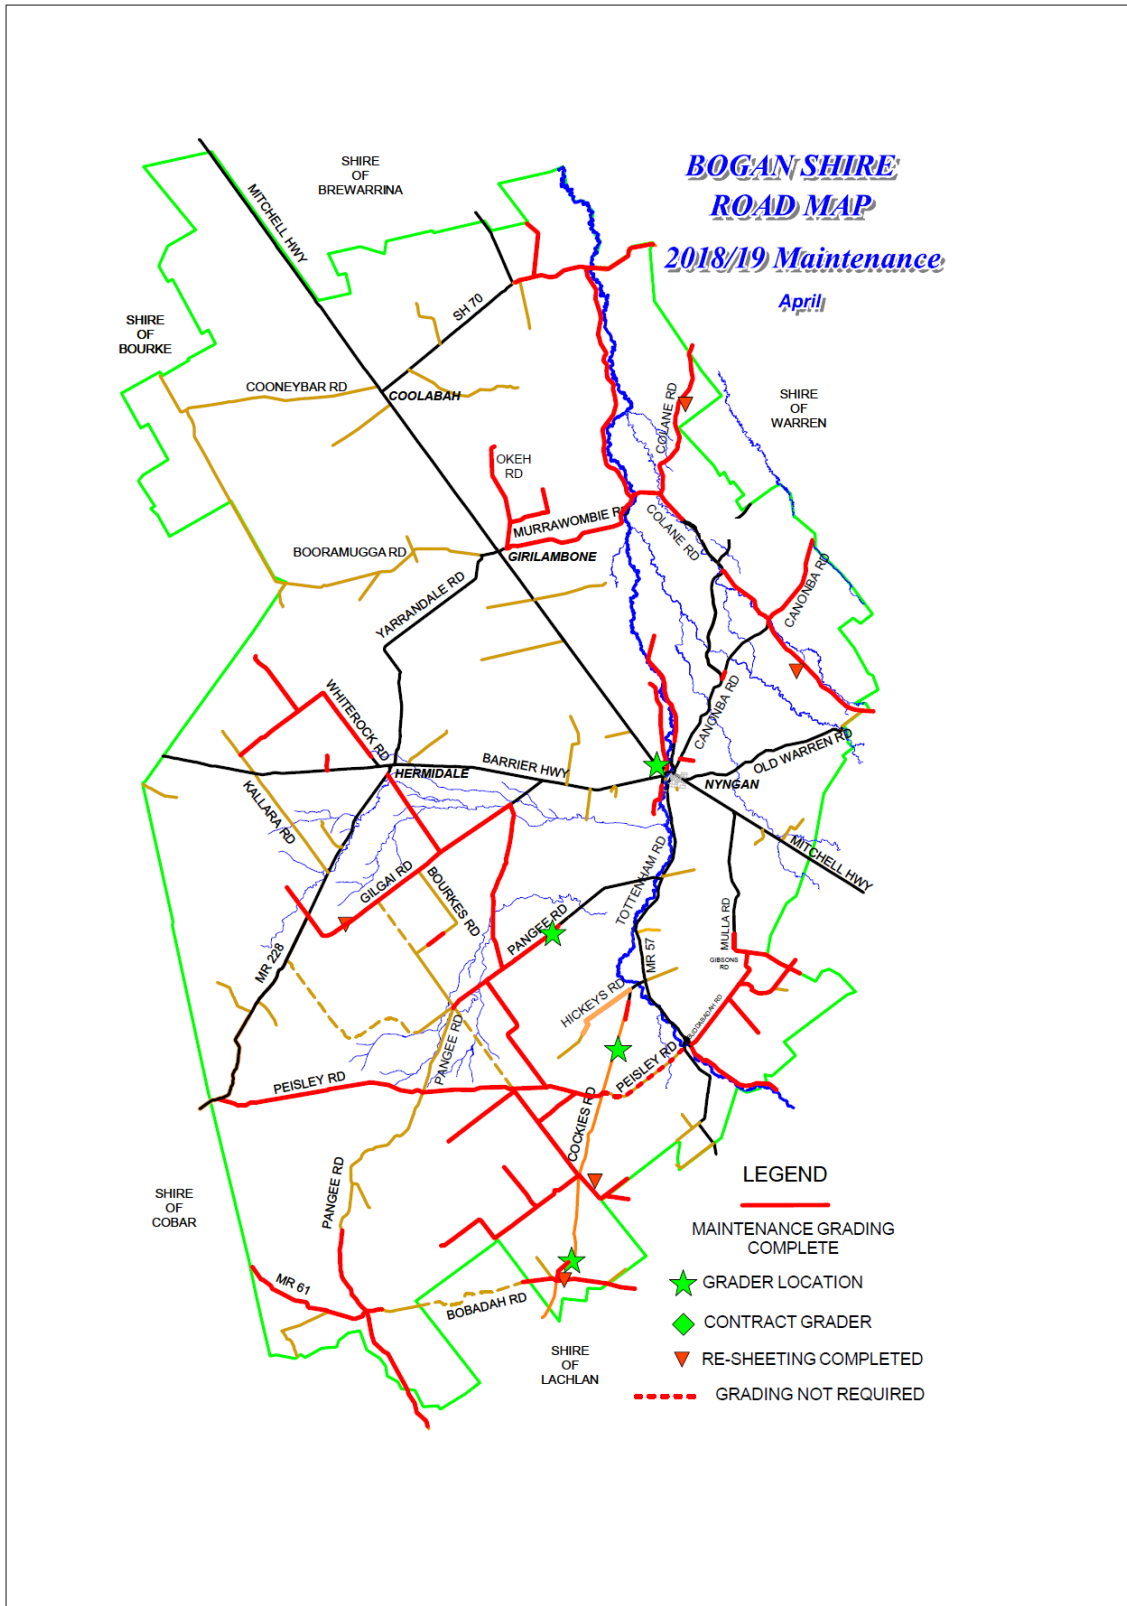 BOGAN SHIRE
ROAD MAP
2018/19 Maintenance
April
SHIRE
OF
BREWARRINA
MITCHELL HWY
SH 70
SHIRE
OF
BOURKE
COONEYBAR RD
COOLABAH
SHIRE
OF
WARREN
COLANE RD
OKEH
RD
MURRAWOMBIE RD
COLANE RD
BOORAMUGGA RD
GIRILAMBONE
CANONBA RD
YARRANDALE RD
WHITEROCK RD
CANONBA RD
OLD WARREN RD
BARRIER HWY
HERMIDALE
NYNGAN
KALLARA RD
MITCHELL HWY
TOTTENHAM RD
GILGAI RD
BOURKES RD
PANGEE RD
MULLA RD
MR 57
GIBSONS
RD
MR 228
HICKEYS RD
BUDDABADAH RD
PANGEE RD
PEISLEY RD
PEISLEY RD
COCKIES RD
PANGEE RD
SHIRE
OF
COBAR
MR 61
BOBADAH RD
SHIRE
OF
LACHLAN
LEGEND
MAINTENANCE GRADING
COMPLETE
GRADER LOCATION
CONTRACT GRADER
RE-SHEETING COMPLETED
GRADING NOT REQUIRED